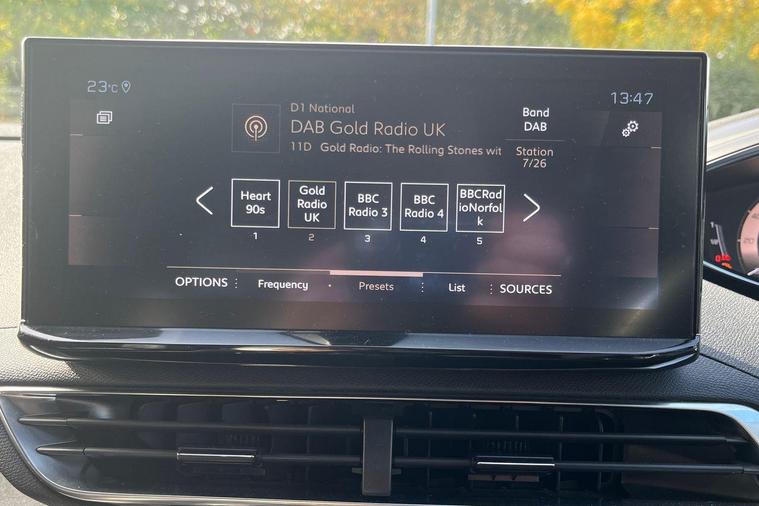 23°C
13:47
D1 National
DAB Gold Radio UK
11D Gold Radio: The Rolling Stones wit
Band
DAB
Station
7/26
Heart
90s
Gold
Radio
UK
BBC
Radio 3
BBC
Radio 4
BBCRad
ioNorfol
k
1
2
3
4
5
OPTIONS
Frequency
Presets
List
SOURCES
20